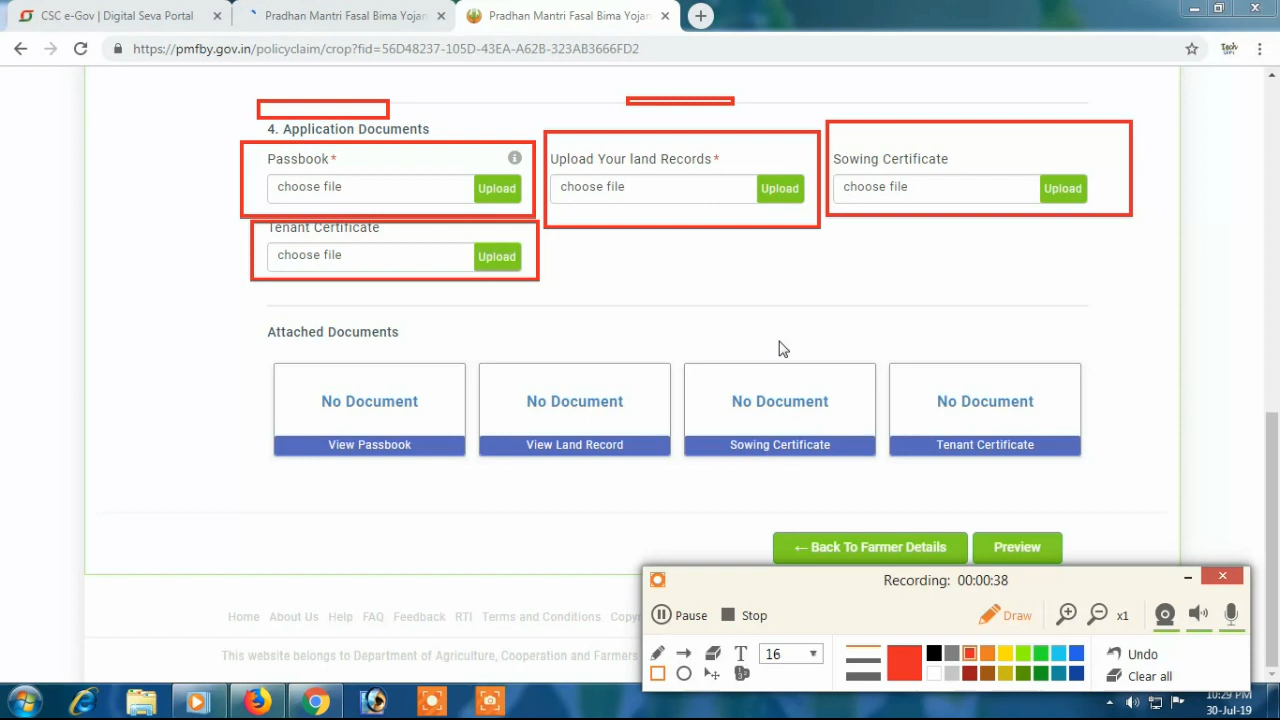 CSC e-Gov | Digital Seva Portal
Pradhan Mantri Fasal Bima Yojan
Pradhan Mantri Fasal Bima Yojan
https://pmfby.gov.in/policyclaim/crop?fid=56D48237-105D-43EA-A62B-323AB3666FD2
4. Application Documents
Passbook*
Upload Your land Records*
Sowing Certificate
choose file Upload
choose file Upload
choose file Upload
Tenant Certificate
choose file Upload
Attached Documents
No Document
No Document
No Document
No Document
View Passbook
View Land Record
Sowing Certificate
Tenant Certificate
←Back To Farmer Details
Preview
Recording: 00:00:38
Home About Us Help FAQ Feedback RTI Terms and Conditions Copy
Pause Stop Draw x1
This website belongs to Department of Agriculture, Cooperation and Farmers
T 16 Undo
Clear all
10:29 PM
30-Jul-19